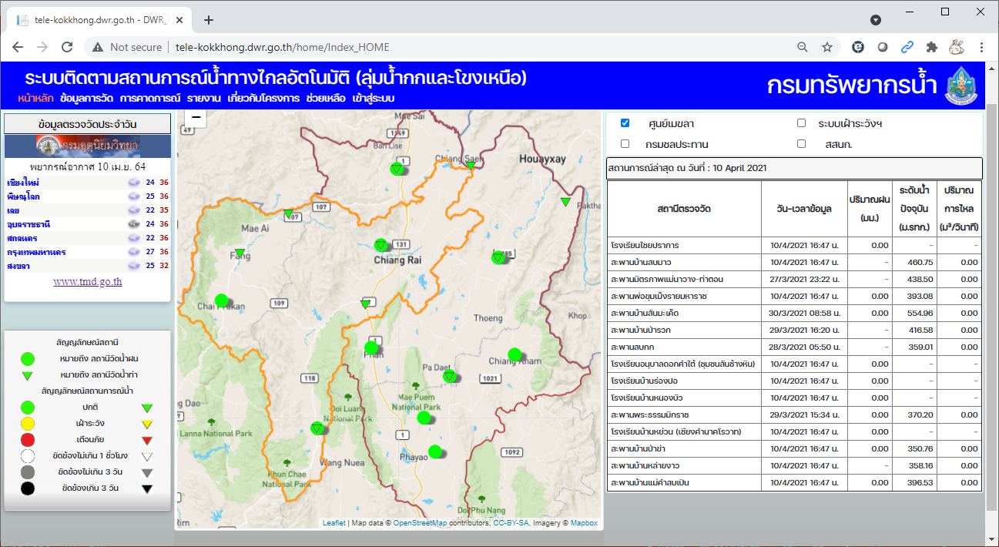 tele-kokkhong.dwr.go.th - DWR_
Not secure
tele-kokkhong.dwr.go.th/home/Index_HOME
ระบบติดตามสถานการณ์น้ำทางไกลอัตโนมัติ (ลุ่มน้ำกกและโขงเหนือ)
กรมทรัพยากรน้ำ
หน้าหลัก ข้อมูลการวัด การคาดการณ์ รายงาน เกี่ยวกับโครงการ ช่วยเหลือ เข้าสู่ระบบ
ข้อมูลตรวจวัดประจำวัน
กรมอุตุนิยมวิทยา
พยากรณ์อากาศ 10 เม.ย. 64
เชียงใหม่ 24 36
พิษณุโลก 25 36
เลย 22 35
อุบลราชธานี 24 36
สกลนคร 22 36
กรุงเทพมหานคร 27 36
สงขลา 25 32
www.tmd.go.th
สัญญลักษณ์สถานี
หมายถึง สถานีวัดน้ำฝน
หมายถึง สถานีวัดน้ำท่า
สัญญลักษณ์สถานการณ์น้ำ
ปกติ
เฝ้าระวัง
เตือนภัย
ขัดข้องไม่เกิน 1 ชั่วโมง
ขัดข้องไม่เกิน 3 วัน
ขัดข้องเกิน 3 วัน
−
Mae Sai
1149
Ban Lise
1
Chiang Saen
Houayxay
107
107
Paktha
Mae Ai
Fang
131
Chiang Rai
109
Thoeng
Khop
1
Phan
Chiang Kham
Pa Daet
118
1021
Mae Puem
National Park
Doi Luang
National Park
ng Dao
Lanna National Park
1
Phayao
1092
Wang Nuea
Khun Chae
National Park
Doi Phu Nang
National Park
Rim
Leaflet | Map data © OpenStreetMap contributors, CC-BY-SA, Imagery © Mapbox
ศูนย์เมขลา ระบบเฝ้าระวังฯ
กรมชลประทาน สสนก.
สถานการณ์ล่าสุด ณ วันที่ : 10 April 2021
สถานีตรวจวัด วัน-เวลาข้อมูล ปริมาณฝน (มม.) ระดับน้ำ ปัจจุบัน (ม.รทก.) ปริมาณ การไหล (ม³/วินาที)
โรงเรียนไชยปราการ 10/4/2021 16:47 น. 0.00 - -
สะพานบ้านสบมาว 10/4/2021 16:47 น. - 460.75 0.00
สะพานมิตรภาพแม่นาวาง-ท่าตอน 27/3/2021 23:22 น. - 438.50 0.00
สะพานพ่อขุนเม็งรายมหาราช 10/4/2021 16:47 น. 0.00 393.08 0.00
สะพานบ้านสันมะเค็ด 30/3/2021 08:58 น. 0.00 554.96 0.00
สะพานบ้านป่ารวก 29/3/2021 16:20 น. - 416.58 0.00
สะพานสบกก 28/3/2021 05:50 น. - 359.01 0.00
โรงเรียนอนุบาลดอกคำใต้ (ชุมชนสันช้างหิน) 10/4/2021 16:47 น. 0.00 - -
โรงเรียนบ้านร่องปอ 10/4/2021 16:47 น. 0.00 - -
โรงเรียนบ้านหนองบัว 10/4/2021 16:47 น. 0.00 - -
สะพานพระธรรมมิกราช 29/3/2021 15:34 น. 0.00 370.20 0.00
โรงเรียนบ้านหย่วน (เชียงคำนาคโรวาท) 10/4/2021 16:47 น. 0.00 - -
สะพานบ้านป่าข่า 10/4/2021 16:47 น. 0.00 350.76 0.00
สะพานบ้านหล่ายงาว 10/4/2021 16:47 น. - 358.16 0.00
สะพานบ้านแม่คำสบเปิน 10/4/2021 16:47 น. 0.00 396.53 0.00